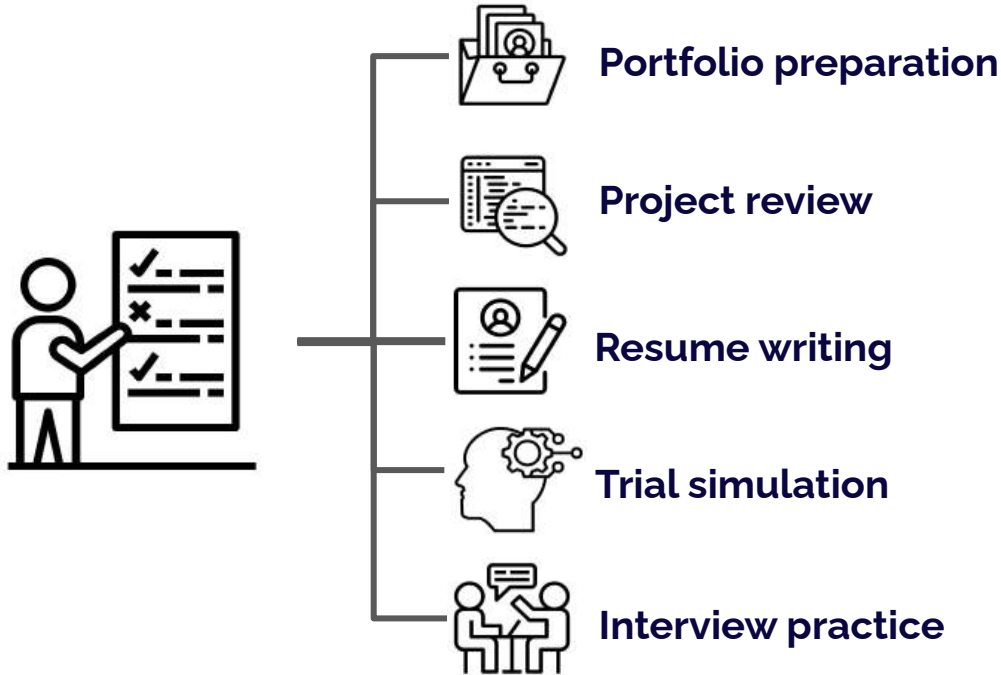 Portfolio preparation
Project review
Resume writing
Trial simulation
Interview practice